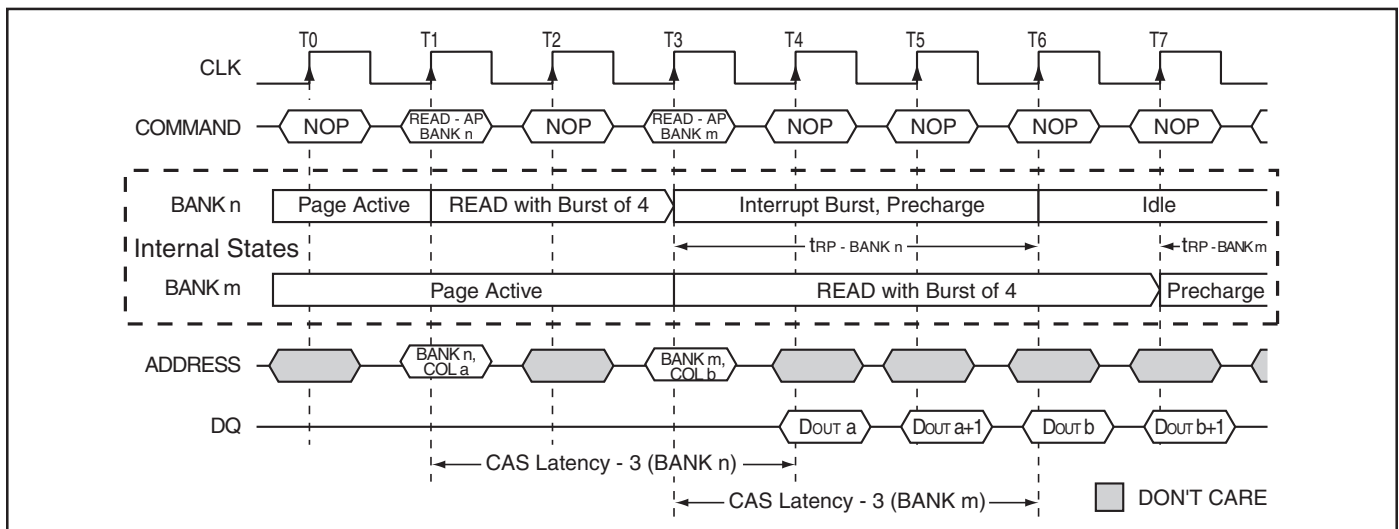 T0 T1 T2 T3 T4 T5 T6 T7
CLK
COMMAND NOP READ - AP BANK n NOP READ - AP BANK m NOP NOP NOP NOP
BANK n Page Active READ with Burst of 4 Interrupt Burst, Precharge Idle
Internal States tRP - BANK n tRP - BANK m
BANK m Page Active READ with Burst of 4 Precharge
ADDRESS BANK n, COL a BANK m, COL b
DQ DOUT a DOUT a+1 DOUT b DOUT b+1
CAS Latency - 3 (BANK n)
CAS Latency - 3 (BANK m)
DON'T CARE